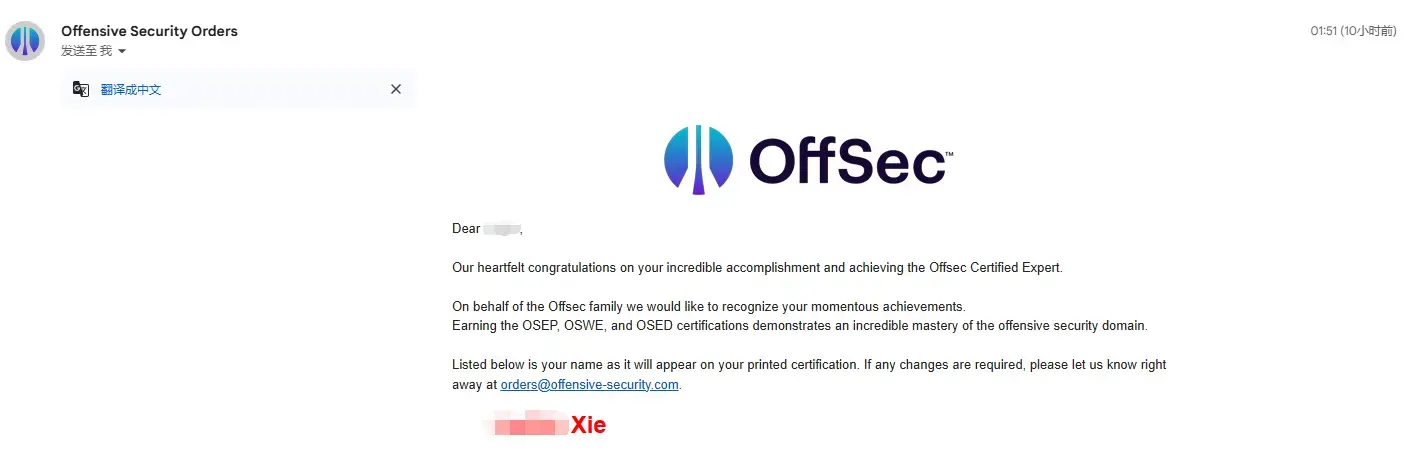 Offensive Security Orders
01:51 (10小时前)
发送至 我
翻译成中文
OffSec™
Dear ,
Our heartfelt congratulations on your incredible accomplishment and achieving the Offsec Certified Expert.
On behalf of the Offsec family we would like to recognize your momentous achievements.
Earning the OSEP, OSWE, and OSED certifications demonstrates an incredible mastery of the offensive security domain.
Listed below is your name as it will appear on your printed certification. If any changes are required, please let us know right
away at orders@offensive-security.com.
Xie